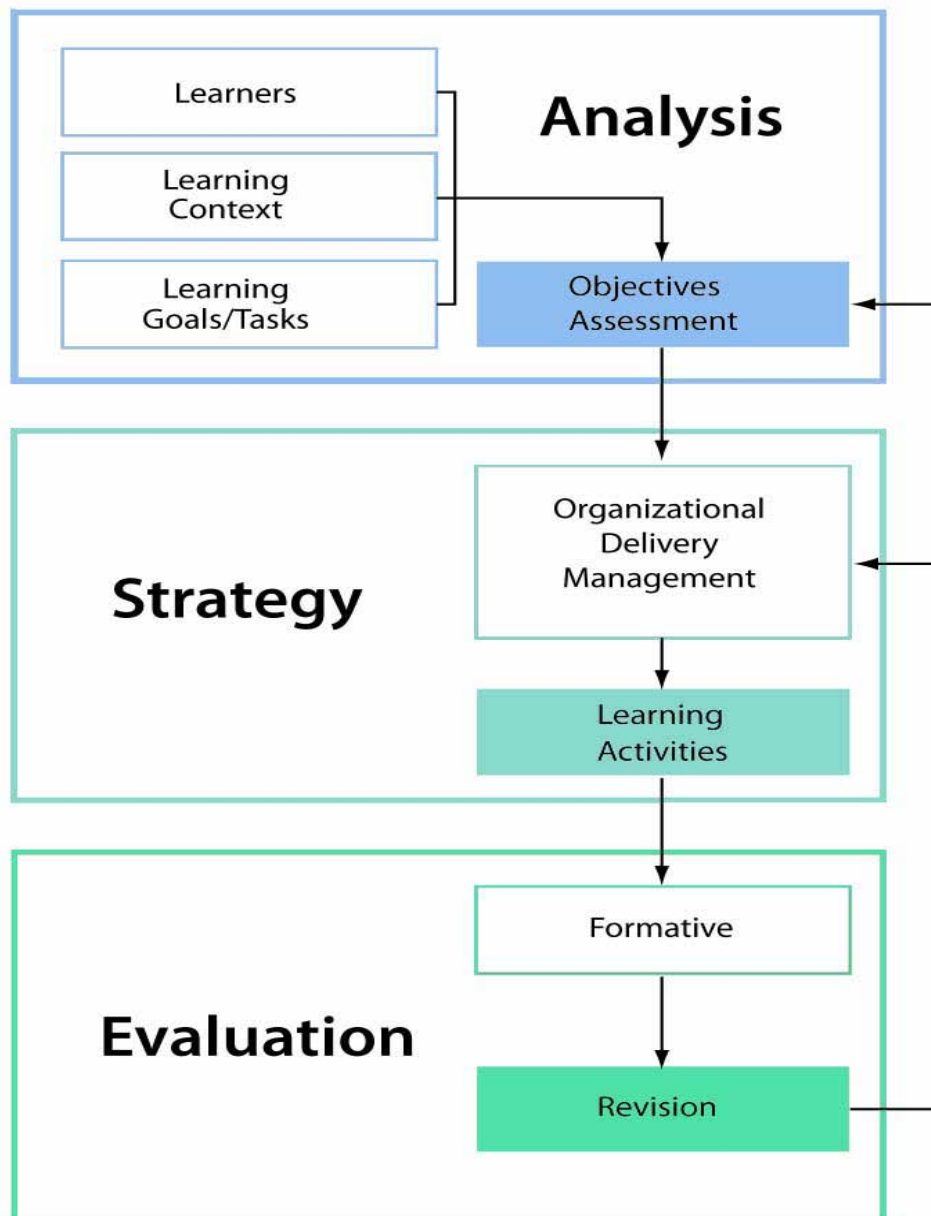 Analysis
Learners
Learning
Context
Learning
Goals/Tasks
Objectives
Assessment
Strategy
Organizational
Delivery
Management
Learning
Activities
Evaluation
Formative
Revision